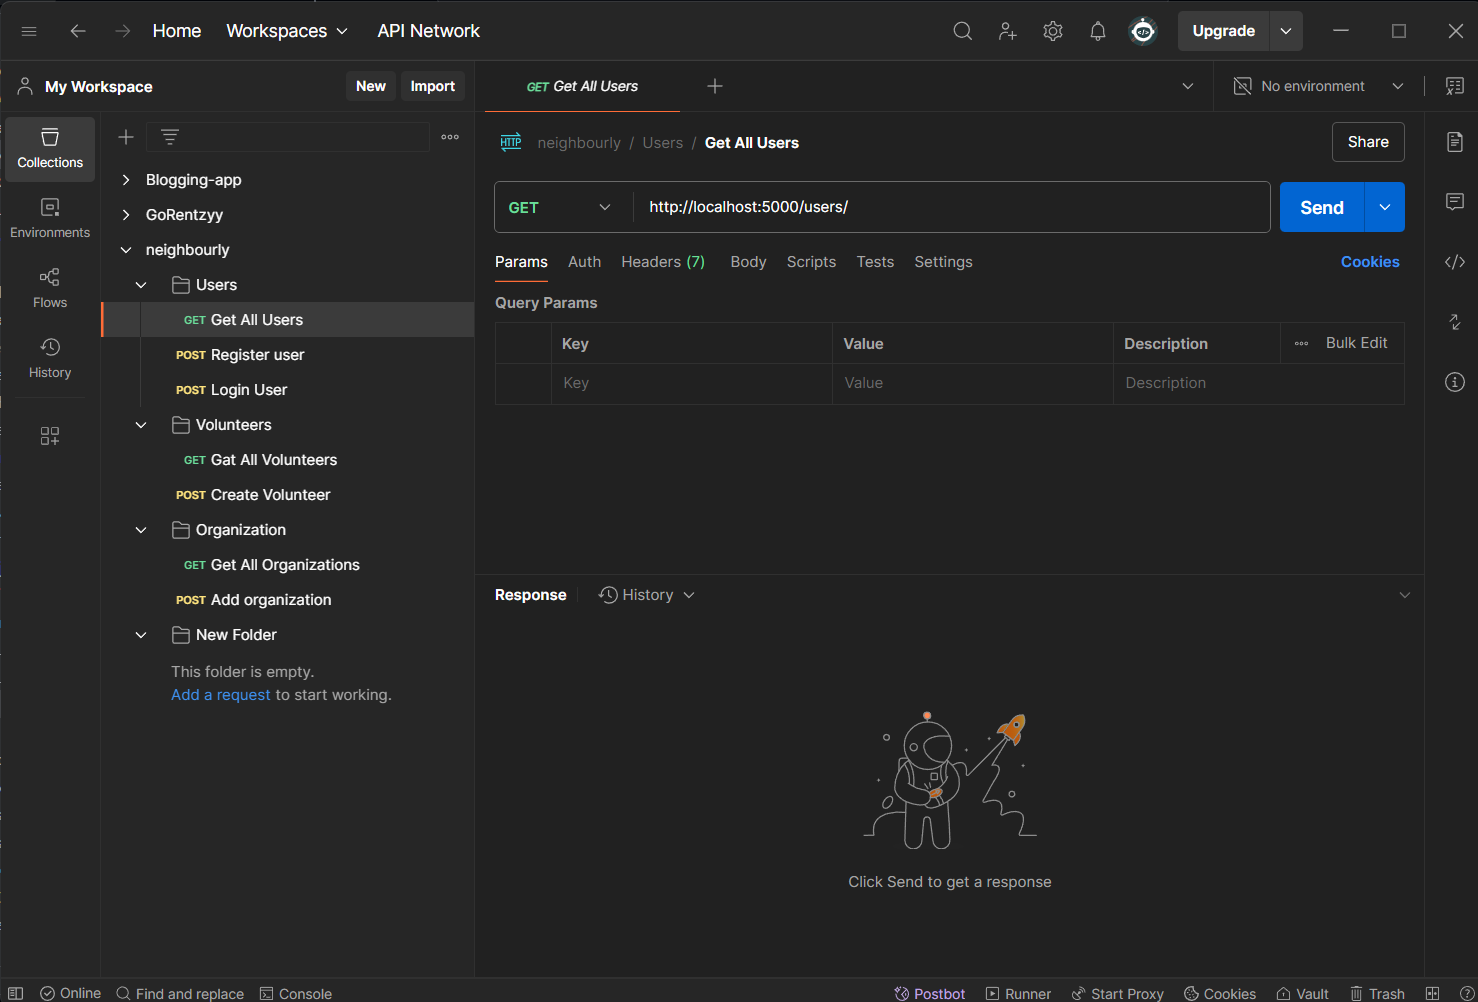 Home Workspaces API Network Upgrade
My Workspace New Import
GET Get All Users No environment
Collections
Environments
Flows
History
Blogging-app
GoRentzyy
neighbourly
Users
GET Get All Users
POST Register user
POST Login User
Volunteers
GET Gat All Volunteers
POST Create Volunteer
Organization
GET Get All Organizations
POST Add organization
New Folder
This folder is empty.
Add a request to start working.
HTTP neighbourly / Users / Get All Users Share
GET http://localhost:5000/users/ Send
Params Auth Headers (7) Body Scripts Tests Settings Cookies
Query Params
Key Value Description Bulk Edit
Key Value Description
Response History
Click Send to get a response
Online Find and replace Console Postbot Runner Start Proxy Cookies Vault Trash